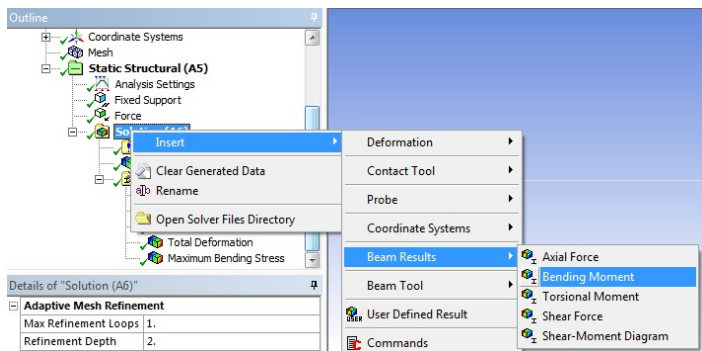 Outline
Coordinate Systems
Mesh
Static Structural (A5)
Analysis Settings
Fixed Support
Force
Insert
Clear Generated Data
Rename
Open Solver Files Directory
Total Deformation
Maximum Bending Stress
Details of "Solution (A6)"
Adaptive Mesh Refinement
Max Refinement Loops 1.
Refinement Depth 2.
Deformation
Contact Tool
Probe
Coordinate Systems
Beam Results
Beam Tool
User Defined Result
Commands
Axial Force
Bending Moment
Torsional Moment
Shear Force
Shear-Moment Diagram